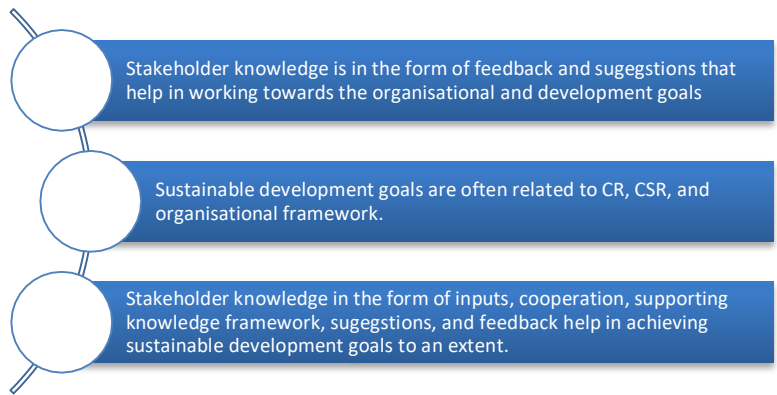 Stakeholder knowledge is in the form of feedback and sugegstions that
help in working towards the organisational and development goals
Sustainable development goals are often related to CR, CSR, and
organisational framework.
Stakeholder knowledge in the form of inputs, cooperation, supporting
knowledge framework, sugegstions, and feedback help in achieving
sustainable development goals to an extent.